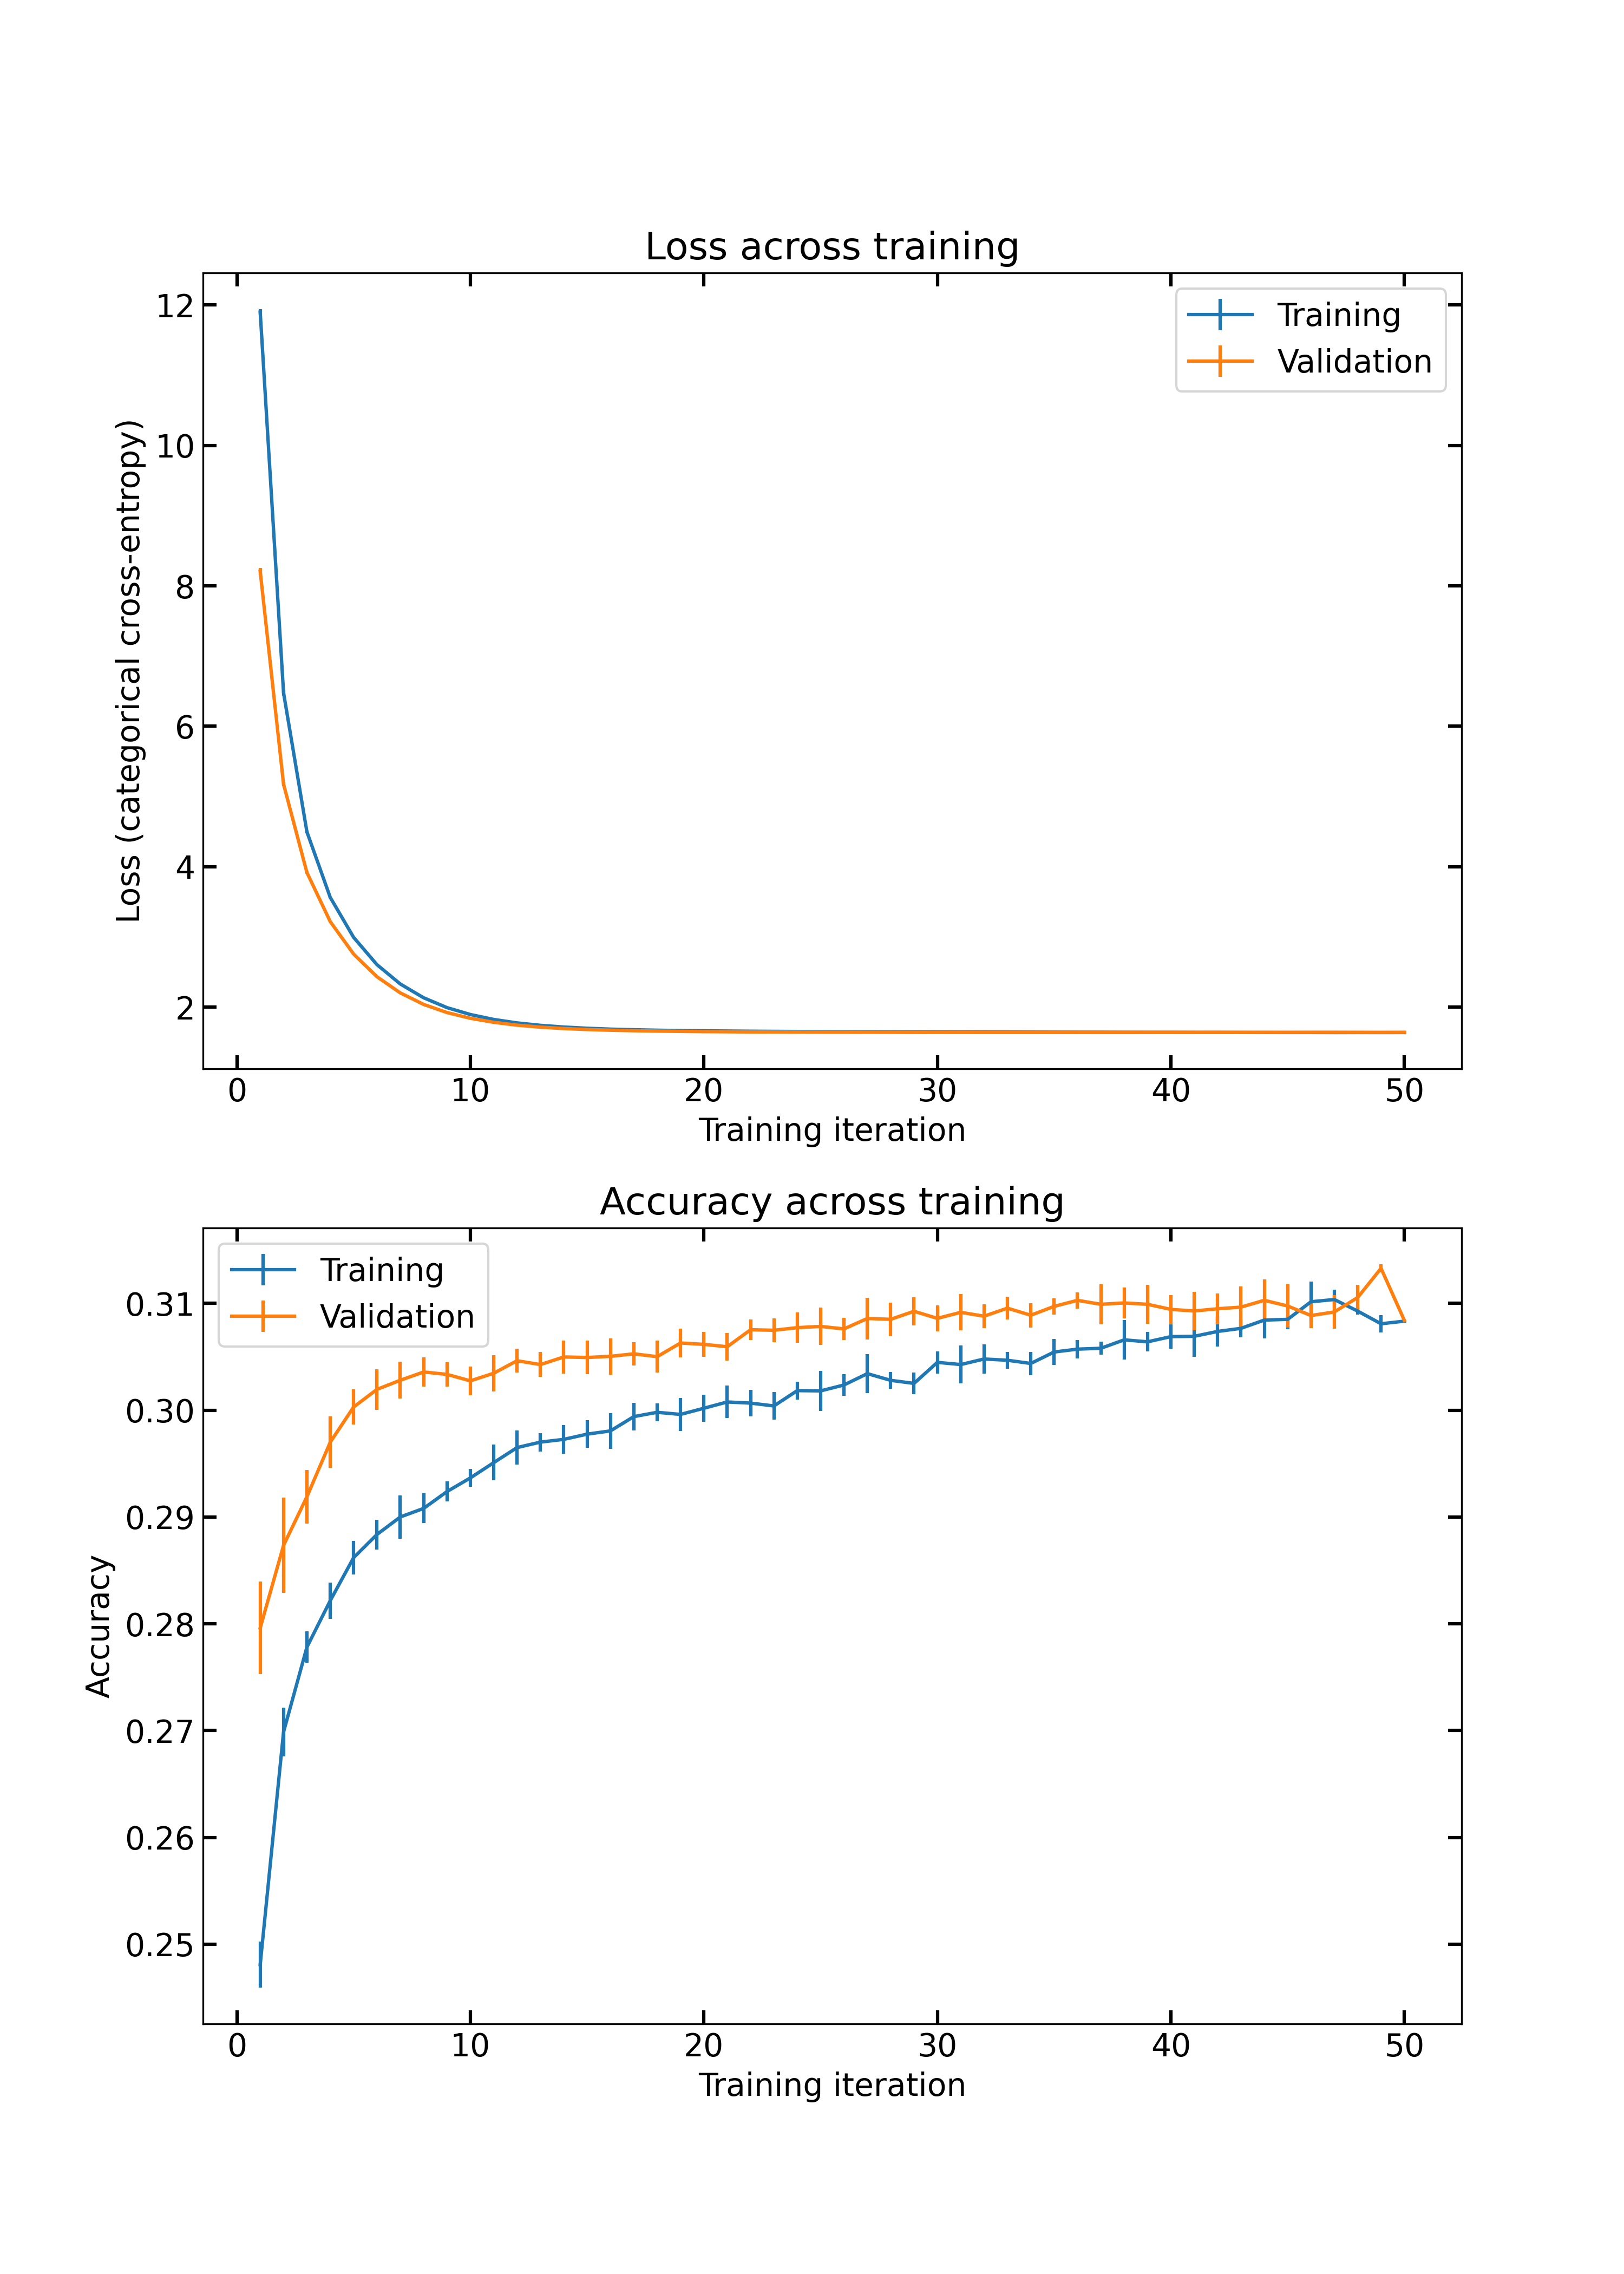 Loss across training
12
10
8
6
4
2
Loss (categorical cross-entropy)
Training
Validation
0 10 20 30 40 50
Training iteration
Accuracy across training
Training
Validation
0.31
0.30
0.29
0.28
0.27
0.26
0.25
Accuracy
0 10 20 30 40 50
Training iteration